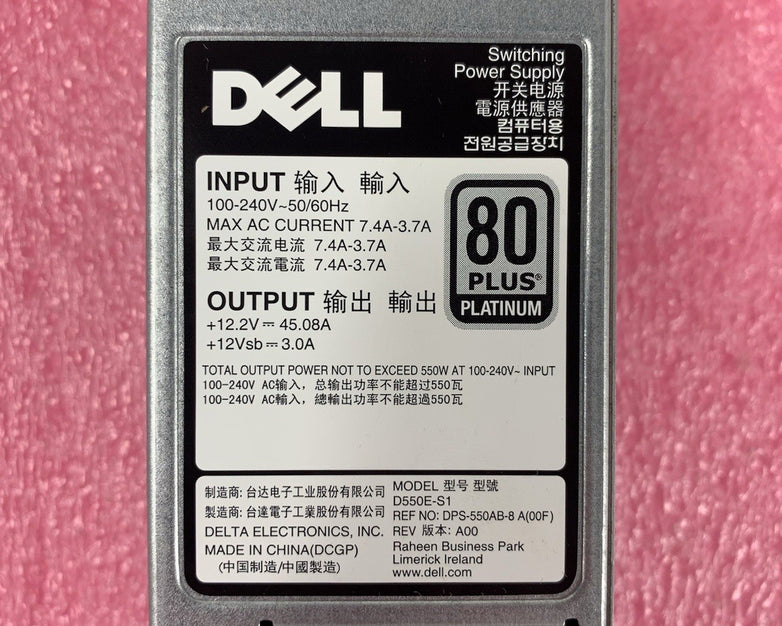 DELL
Switching
Power Supply
开关电源
電源供應器
컴퓨터용
전원공급장치
INPUT 输入 輸入
100-240V~50/60Hz
MAX AC CURRENT 7.4A-3.7A
最大交流电流 7.4A-3.7A
最大交流電流 7.4A-3.7A
80
PLUS®
PLATINUM
OUTPUT 输出 輸出
+12.2V⎓ 45.08A
+12Vsb⎓ 3.0A
TOTAL OUTPUT POWER NOT TO EXCEED 550W AT 100-240V~ INPUT
100-240V AC输入，总输出功率不能超过550瓦
100-240V AC輸入，總輸出功率不能超過550瓦
制造商: 台达电子工业股份有限公司
製造商: 台達電子工業股份有限公司
DELTA ELECTRONICS, INC.
MADE IN CHINA(DCGP)
(中国制造/中國製造)
MODEL 型号 型號
D550E-S1
REF NO: DPS-550AB-8 A(00F)
REV 版本: A00
Raheen Business Park
Limerick Ireland
www.dell.com